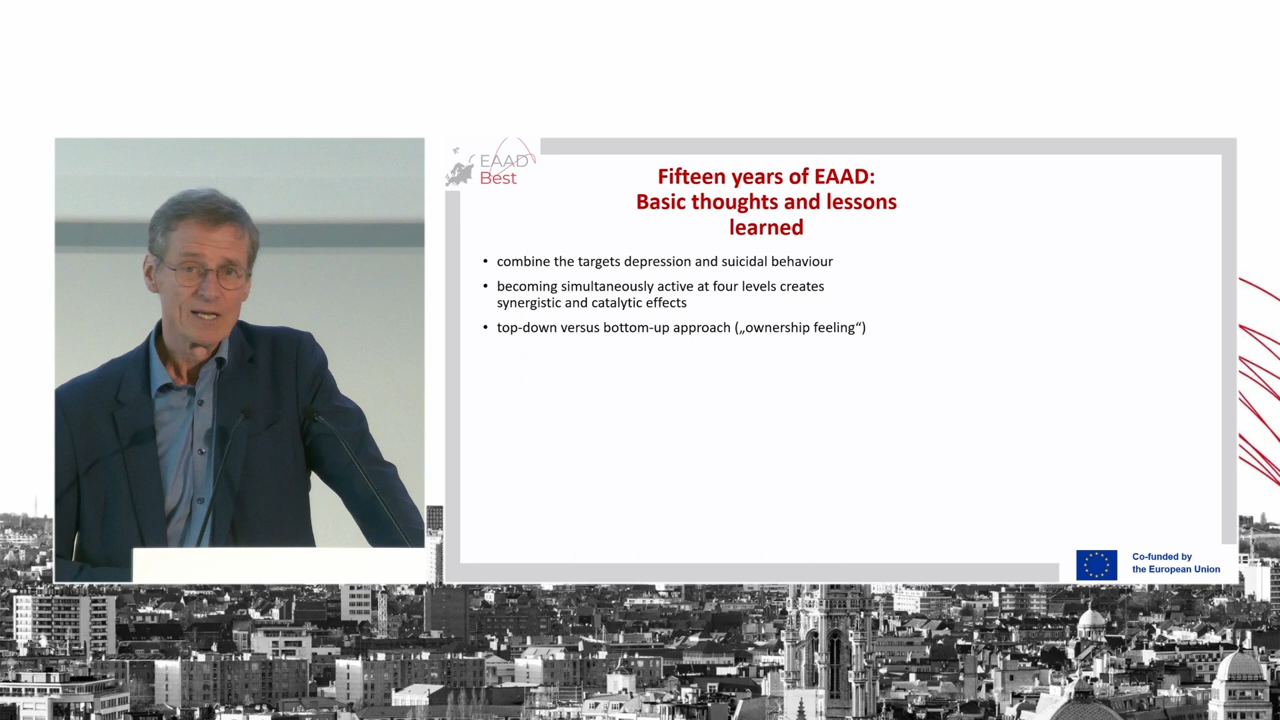 EAAD
Best
Fifteen years of EAAD:
Basic thoughts and lessons
learned
• combine the targets depression and suicidal behaviour
• becoming simultaneously active at four levels creates
synergistic and catalytic effects
• top-down versus bottom-up approach („ownership feeling“)
Co-funded by
the European Union